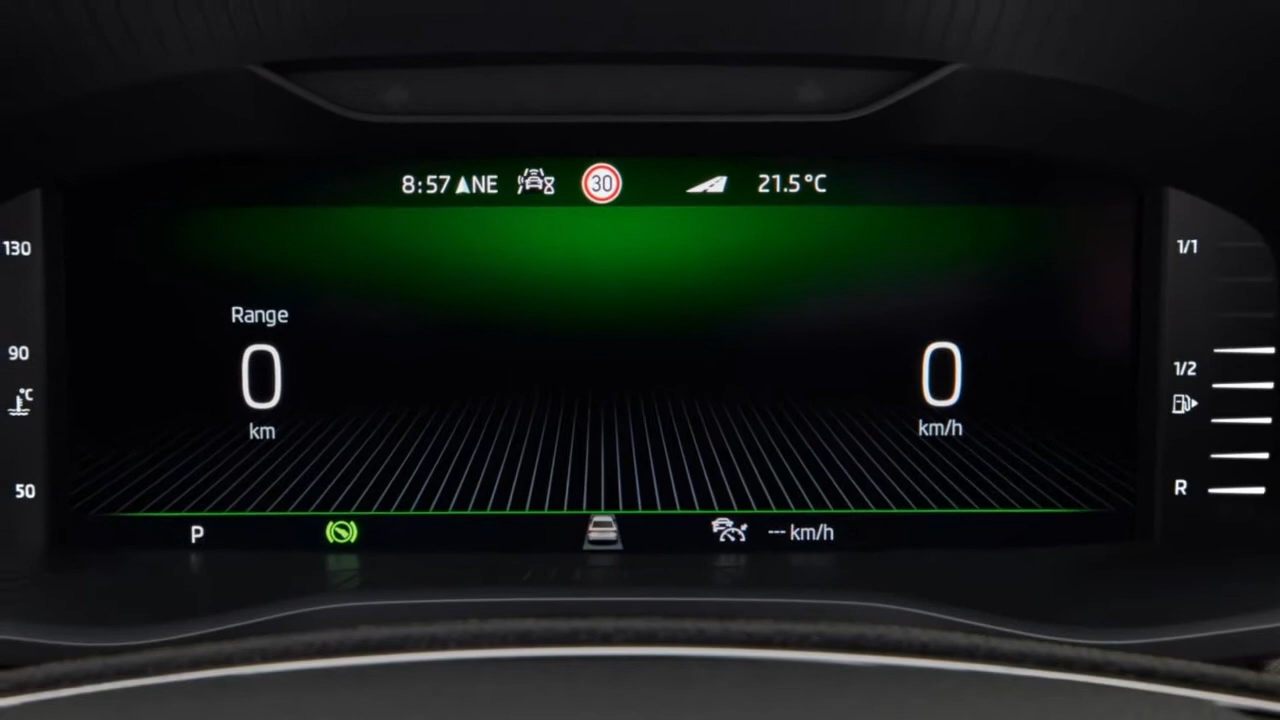 8:57 NE 30 21.5°C
130
1/1
Range
90
0
0
1/2
°C
km
km/h
50
R
P
--- km/h